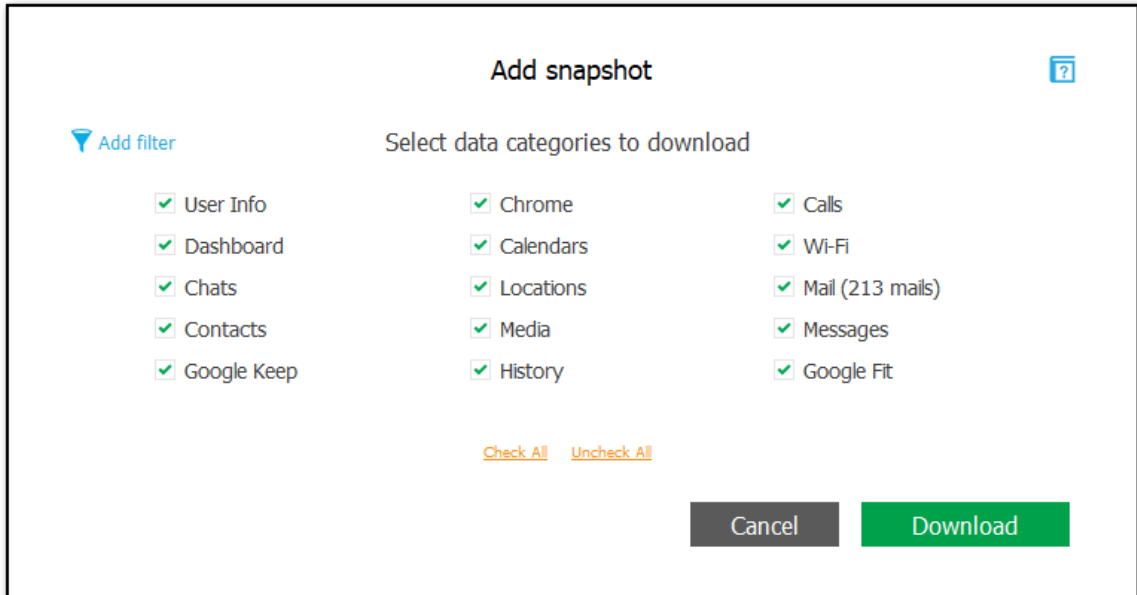 Add snapshot
?
Add filter
Select data categories to download
User Info
Chrome
Calls
Dashboard
Calendars
Wi-Fi
Chats
Locations
Mail (213 mails)
Contacts
Media
Messages
Google Keep
History
Google Fit
Check All
Uncheck All
Cancel
Download